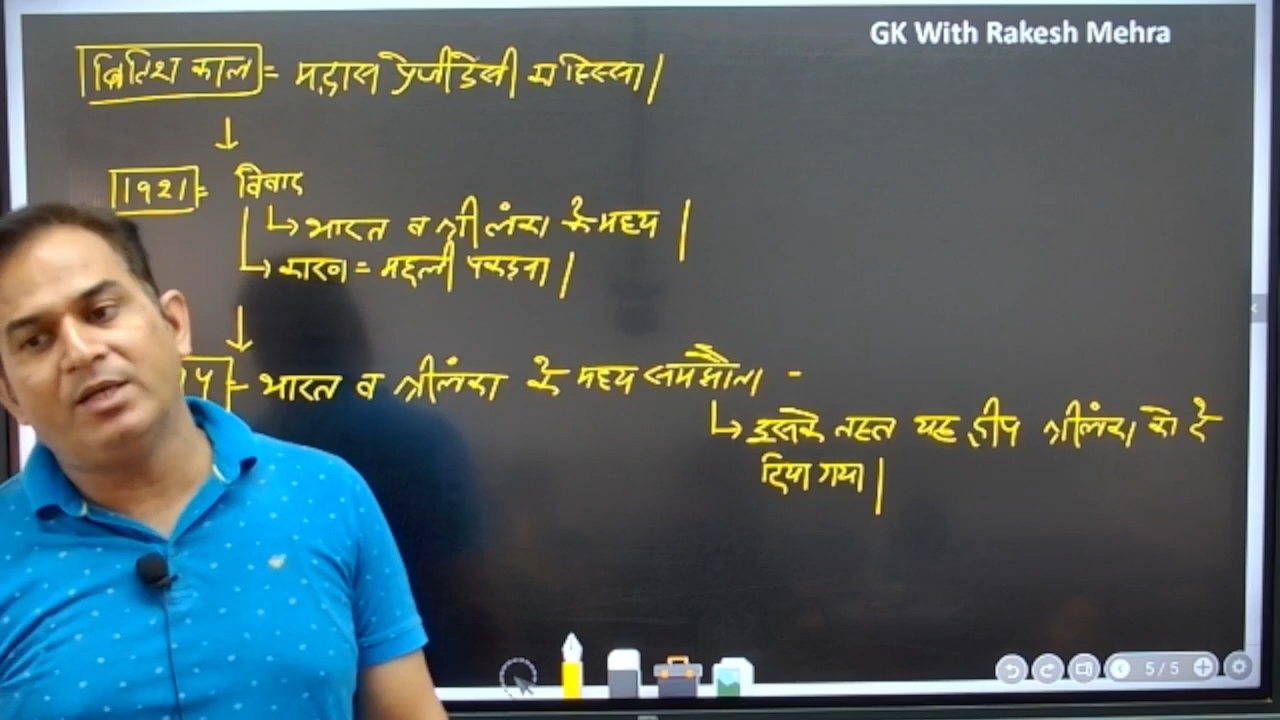 GK With Rakesh Mehra
ब्रिटिश काल = मद्रास प्रेजीडेंसी का हिस्सा |
1921 = विवाद
भारत व श्रीलंका के मध्य |
कारण = मछली पकड़ना |
भारत व श्रीलंका के मध्य समझौता -
इसके तहत यह द्वीप श्रीलंका को दे
दिया गया |
5/5